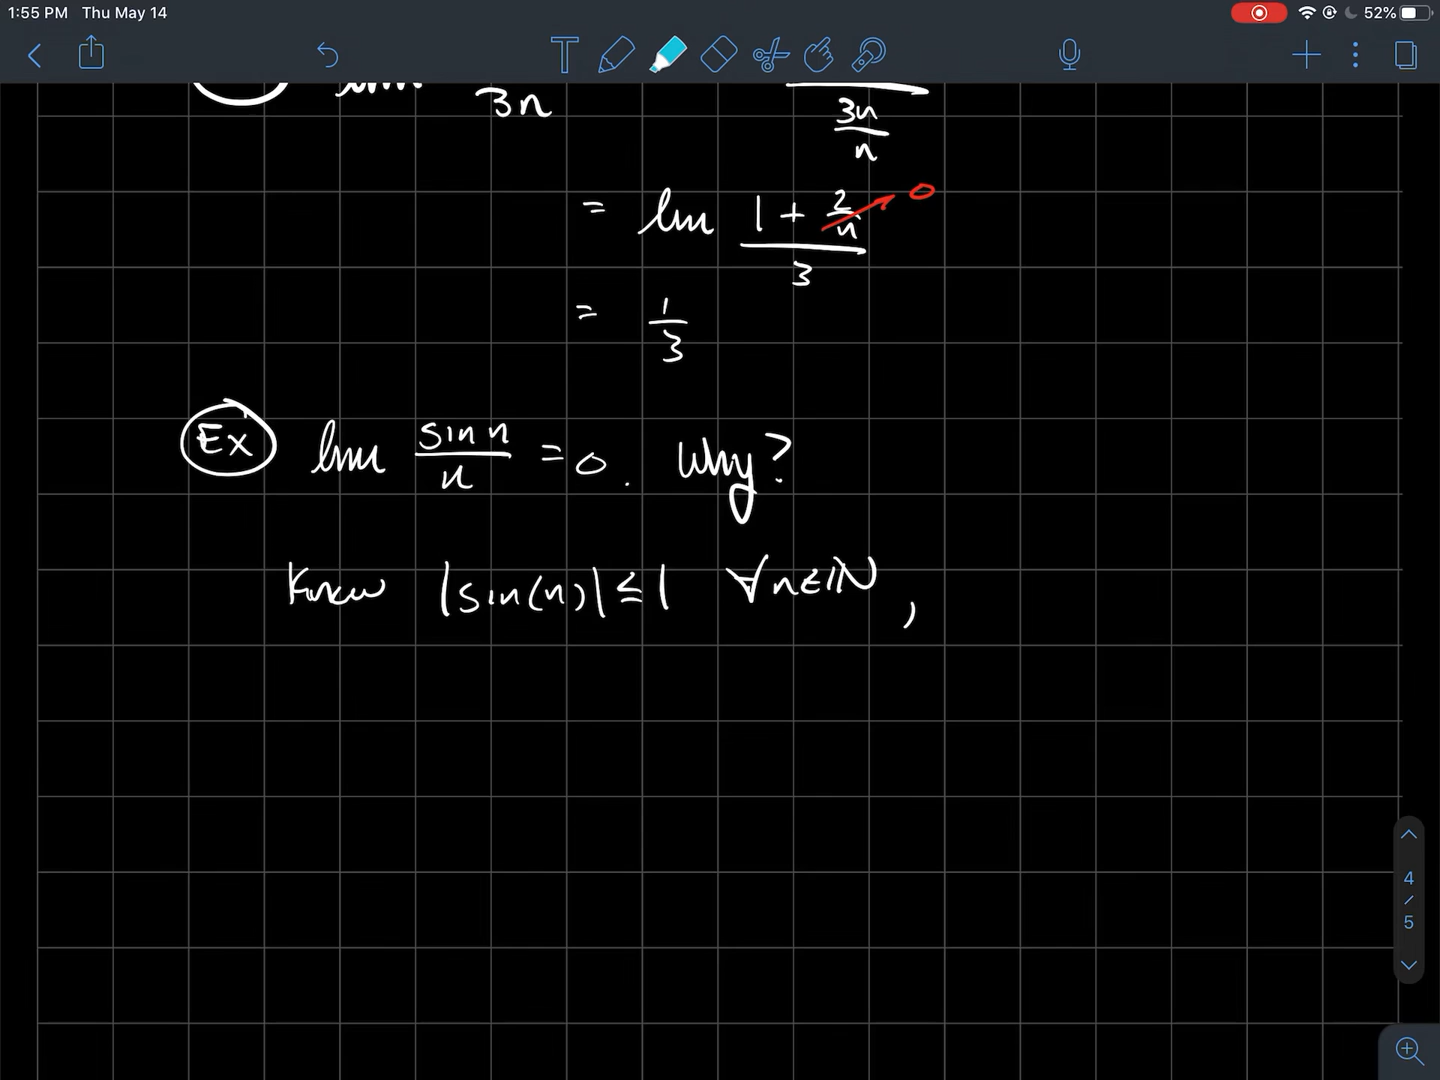 1:55 PM Thu May 14 52%
T
lim 3n 3n/n
= lim (1 + 2/n)/3 0
= 1/3
Ex lim sin n/n = 0. Why?
Know |sin(n)| ≤ 1 ∀n∈ℕ,
4
/
5